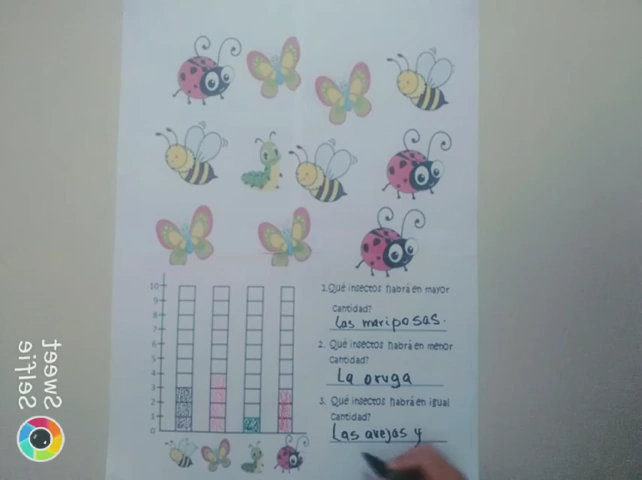 1. Qué insectos habrá en mayor
cantidad?
Las mariposas.
2. Qué insectos habrá en menor
cantidad?
La oruga
3. Qué insectos habrá en igual
cantidad?
Las avejas y
10
9
8
7
6
5
4
3
2
1
0
Sweet
Selfie